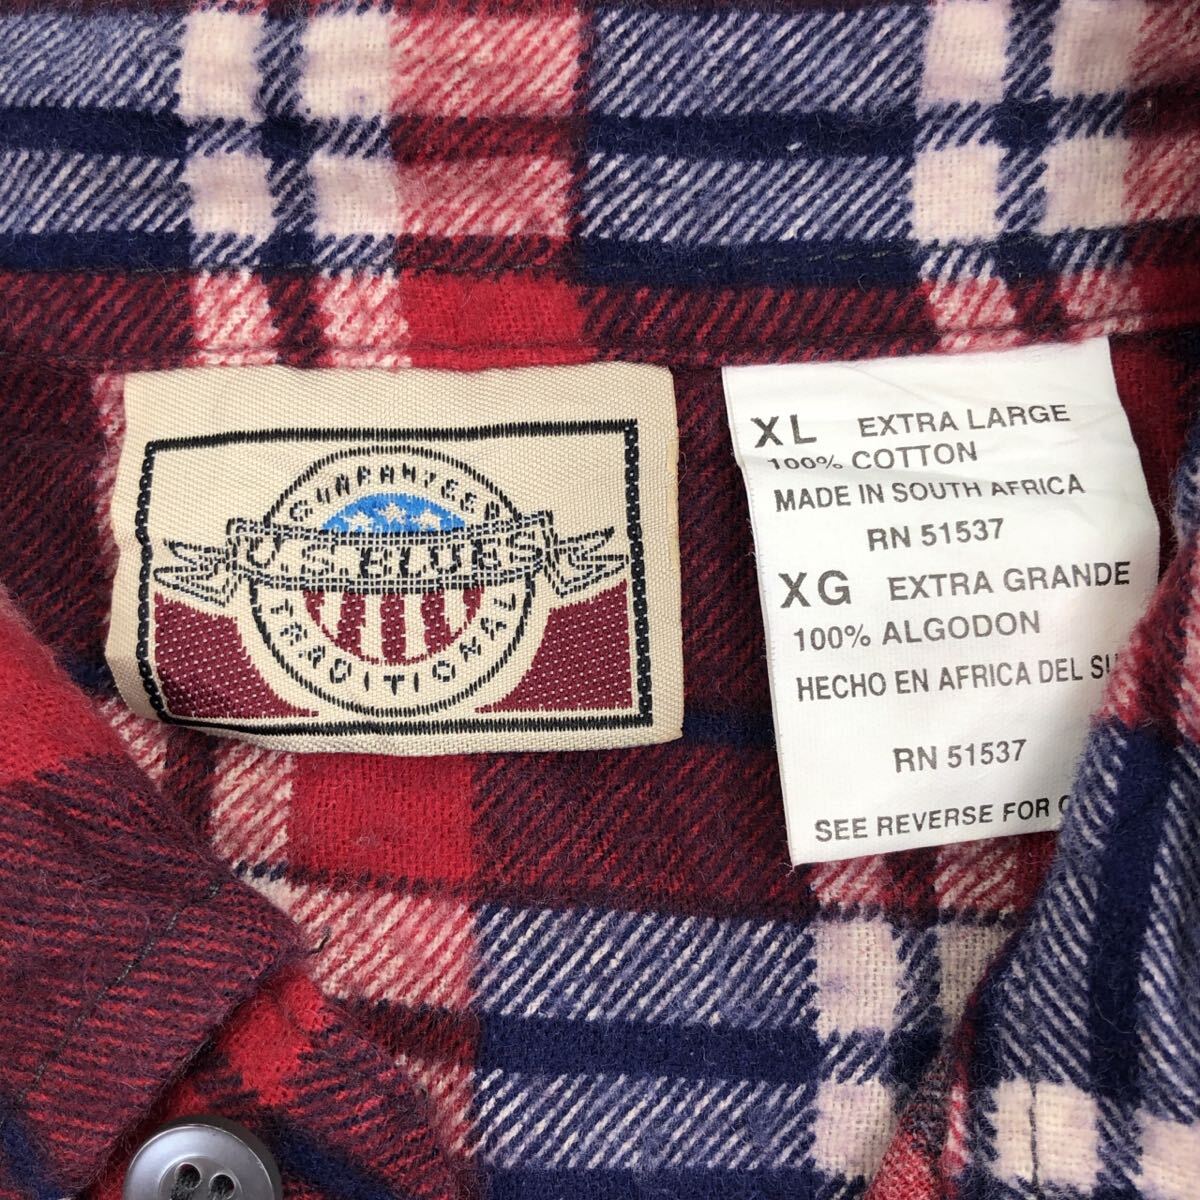 GUARANTEED
U.S. BLUES
TRADITIONAL
XL EXTRA LARGE
100% COTTON
MADE IN SOUTH AFRICA
RN 51537
XG EXTRA GRANDE
100% ALGODON
HECHO EN AFRICA DEL
RN 51537
SEE REVERSE FOR